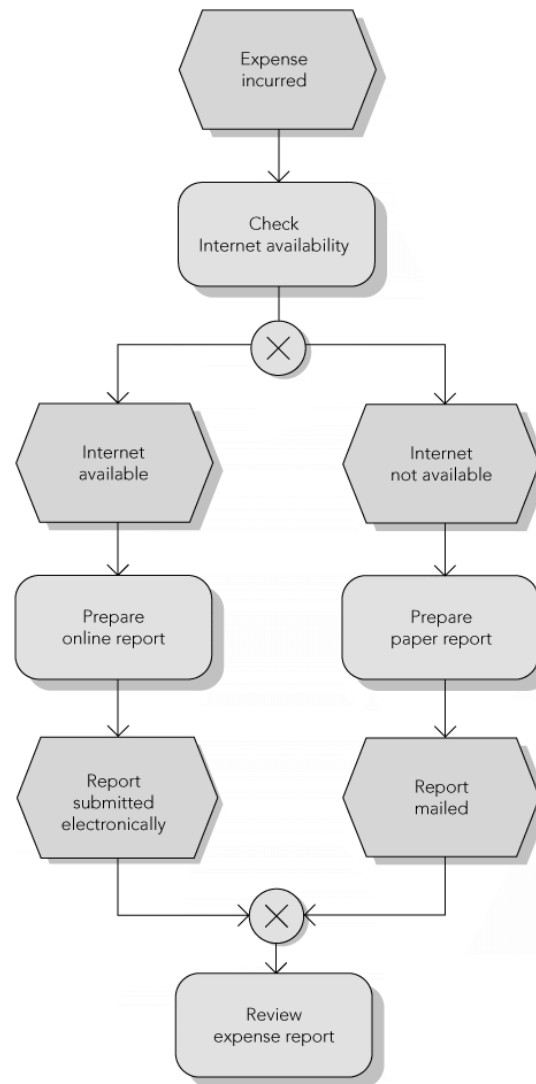 Expense
incurred
Check
Internet availability
Internet
available
Internet
not available
Prepare
online report
Prepare
paper report
Report
submitted
electronically
Report
mailed
Review
expense report